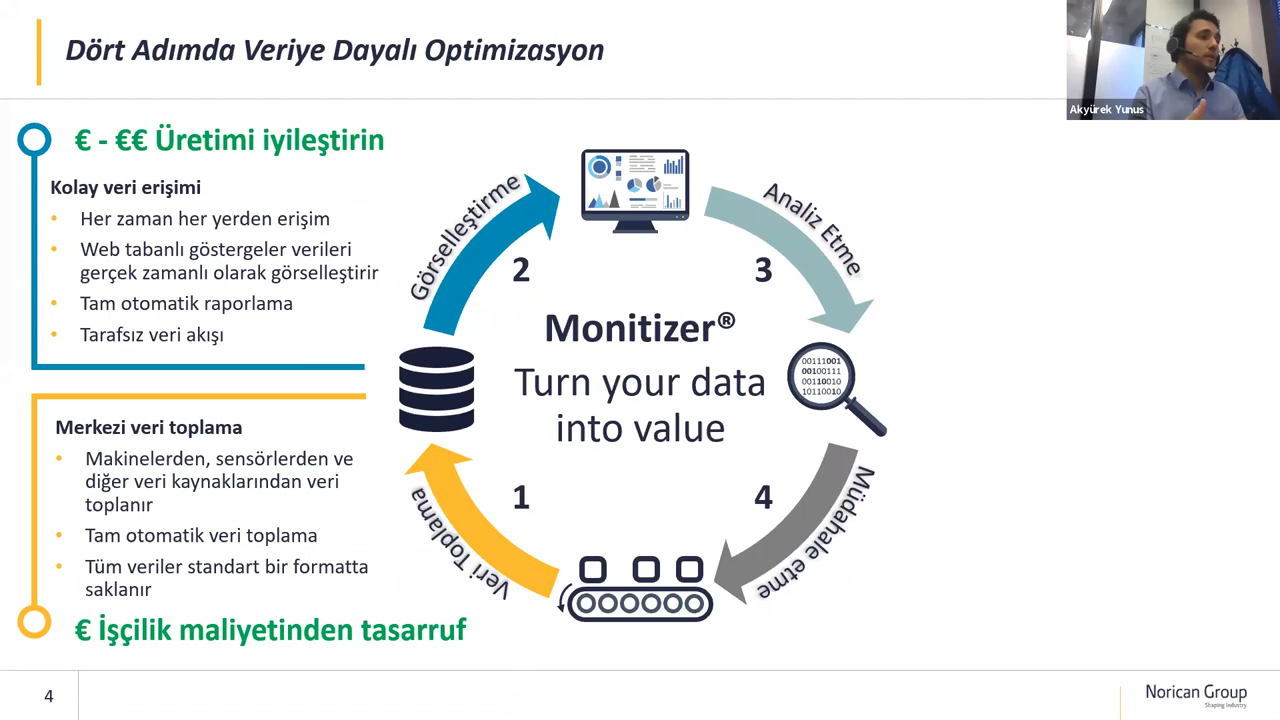 Dört Adımda Veriye Dayalı Optimizasyon
Akyürek Yunus
€ - €€ Üretimi iyileştirin
Kolay veri erişimi
• Her zaman her yerden erişim
• Web tabanlı göstergeler verileri
gerçek zamanlı olarak görselleştirir
• Tam otomatik raporlama
• Tarafsız veri akışı
Merkezi veri toplama
• Makinelerden, sensörlerden ve
diğer veri kaynaklarından veri
toplanır
• Tam otomatik veri toplama
• Tüm veriler standart bir formatta
saklanır
€ İşçilik maliyetinden tasarruf
Görselleştirme
2
Analiz Etme
3
Monitizer®
Turn your data
into value
00111001
00100111
00110010
10110010
1
Veri Toplama
4
Müdahale etme
4
Norican Group
Shaping Industry